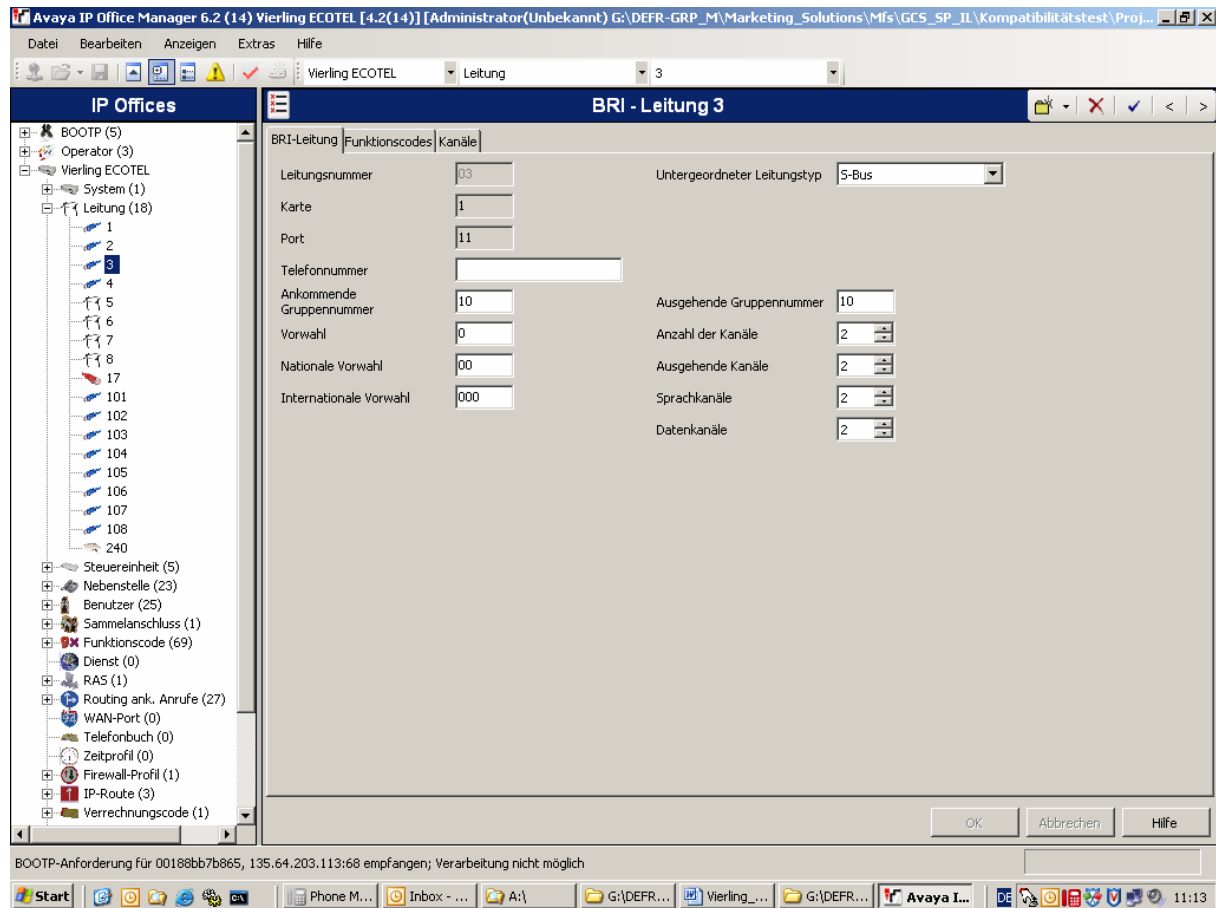 Avaya IP Office Manager 6.2 (14) Vierling ECOTEL [4.2(14)] [Administrator(Unbekannt) G:\DEFR-GRP_M\Marketing_Solutions\Mfs\GCS_SP_IL\Kompatibilitätstest\Proj...
Datei Bearbeiten Anzeigen Extras Hilfe
Vierling ECOTEL Leitung 3
IP Offices
BRI - Leitung 3
BOOTP (5)
Operator (3)
Vierling ECOTEL
System (1)
Leitung (18)
1
2
3
4
5
6
7
8
17
101
102
103
104
105
106
107
108
240
Steuereinheit (5)
Nebenstelle (23)
Benutzer (25)
Sammelanschluss (1)
Funktionscode (69)
Dienst (0)
RAS (1)
Routing ank. Anrufe (27)
WAN-Port (0)
Telefonbuch (0)
Zeitprofil (0)
Firewall-Profil (1)
IP-Route (3)
Verrechnungscode (1)
BRI-Leitung Funktionscodes Kanäle
Leitungsnummer 03 Untergeordneter Leitungstyp S-Bus
Karte 1
Port 11
Telefonnummer
Ankommende
Gruppennummer 10 Ausgehende Gruppennummer 10
Vorwahl 0 Anzahl der Kanäle 2
Nationale Vorwahl 00 Ausgehende Kanäle 2
Internationale Vorwahl 000 Sprachkanäle 2
Datenkanäle 2
OK Abbrechen Hilfe
BOOTP-Anforderung für 00188bb7b865, 135.64.203.113:68 empfangen; Verarbeitung nicht möglich
Start Phone M... Inbox - ... A:\ G:\DEFR... Vierling_... G:\DEFR... Avaya I... DE 11:13